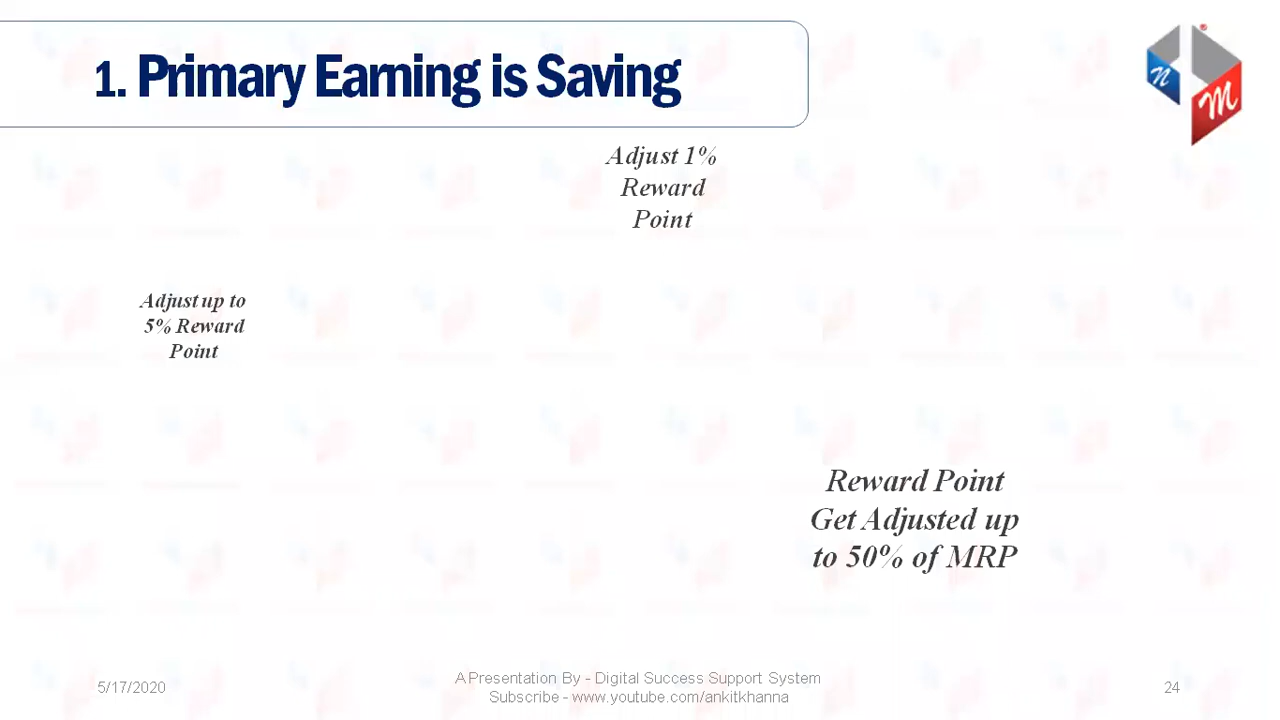 1. Primary Earning is Saving
n
M
Adjust 1%
Reward
Point
Adjust up to
5% Reward
Point
Reward Point
Get Adjusted up
to 50% of MRP
5/17/2020
A Presentation By - Digital Success Support System
Subscribe - www.youtube.com/ankitkhanna
24